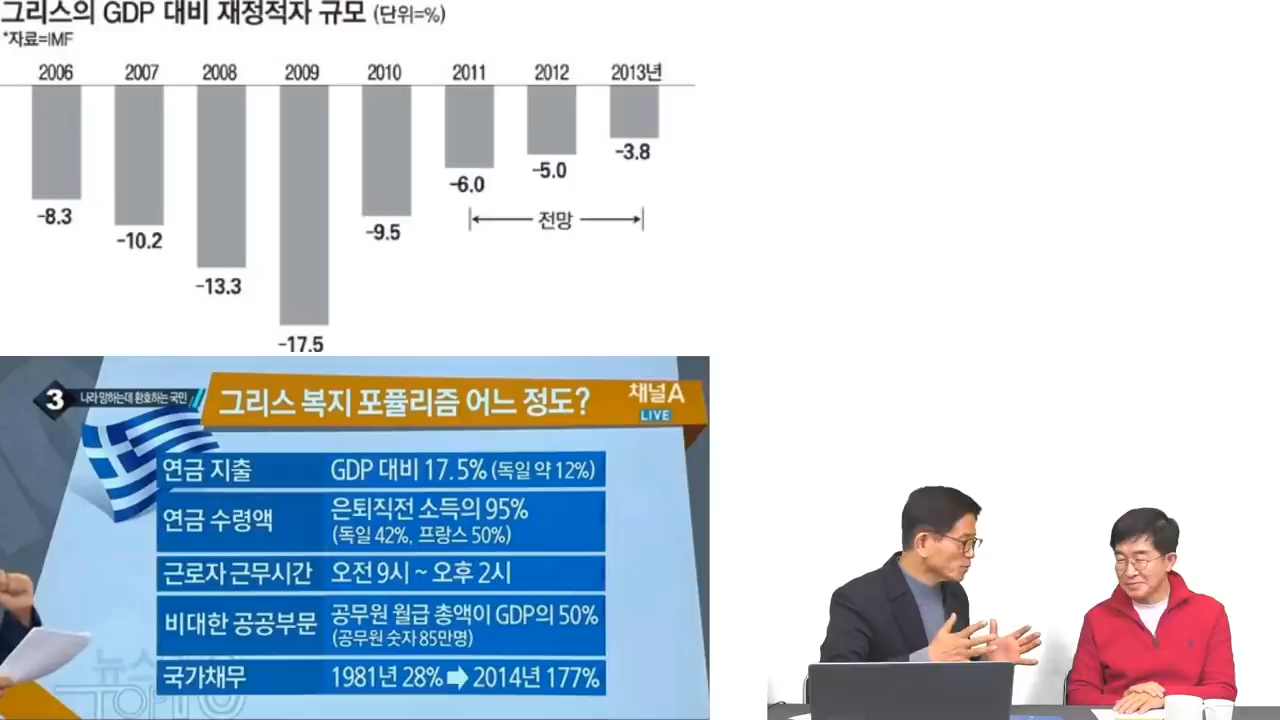 그리스의 GDP 대비 재정적자 규모 (단위=%)
*자료=IMF
2006 2007 2008 2009 2010 2011 2012 2013년
-8.3 -10.2 -13.3 -17.5 -9.5 -6.0 -5.0 -3.8
전망
3 나라 망하는데 환호하는 국민
그리스 복지 포퓰리즘 어느 정도?
채널A
LIVE
연금 지출 GDP 대비 17.5% (독일 약 12%)
연금 수령액 은퇴직전 소득의 95%
(독일 42%, 프랑스 50%)
근로자 근무시간 오전 9시 ~ 오후 2시
비대한 공공부문 공무원 월급 총액이 GDP의 50%
(공무원 숫자 85만명)
국가채무 1981년 28% ➡ 2014년 177%